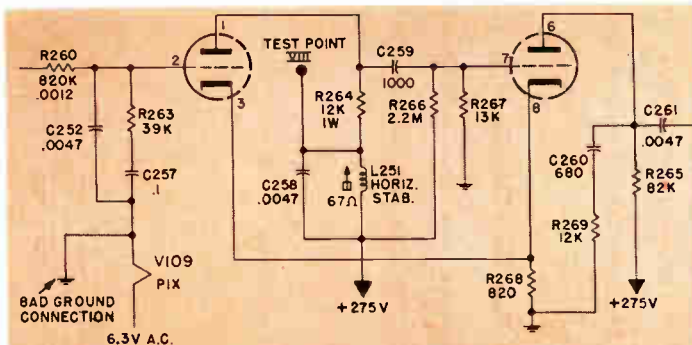 R260
820K
.0012
C252
.0047
R263
39K
C257
.1
BAD GROUND
CONNECTION
V109
PIX
6.3V A.C.
1
2
3
TEST POINT
VIII
C259
1000
R264
12K
1W
R266
2.2M
R267
13K
C258
.0047
L251
HORIZ.
STAB.
67Ω
+275V
6
7
8
C261
.0047
C260
680
R265
82K
R269
12K
R268
820
+275V